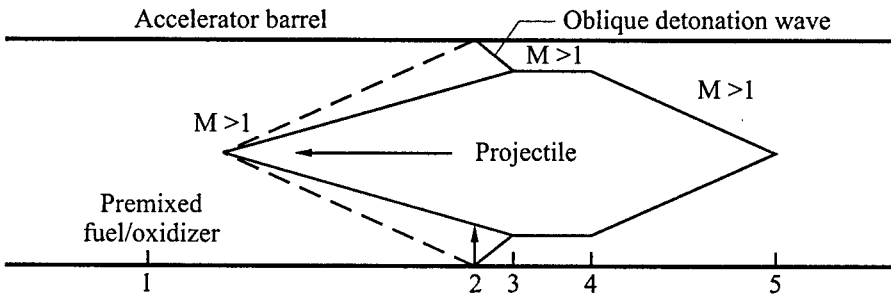 Accelerator barrel
Oblique detonation wave
M >1
M >1
M >1
Projectile
Premixed
fuel/oxidizer
1
2
3
4
5